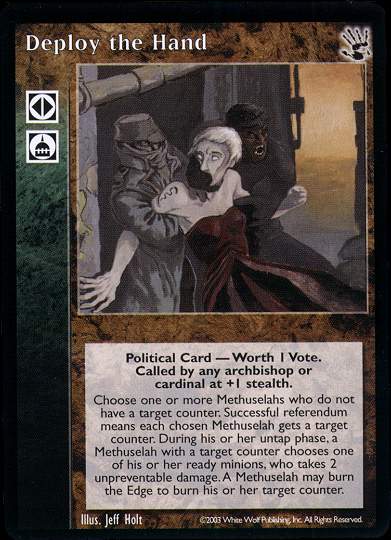 Deploy the Hand
Political Card — Worth 1 Vote.
Called by any archbishop or
cardinal at +1 stealth.
Choose one or more Methuselahs who do not
have a target counter. Successful referendum
means each chosen Methuselah gets a target
counter. During his or her untap phase, a
Methuselah with a target counter chooses one
of his or her ready minions, who takes 2
unpreventable damage. A Methuselah may burn
the Edge to burn his or her target counter.
Illus. Jeff Holt
©2003 White Wolf Publishing, Inc. All Rights Reserved.